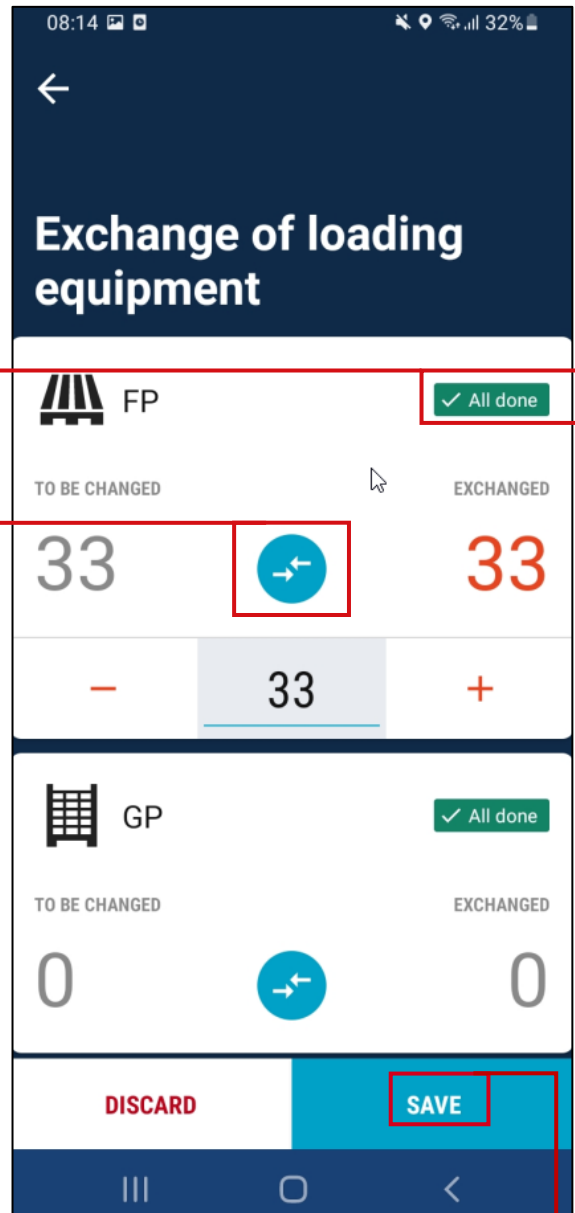 08:14 32%
Exchange of loading
equipment
FP All done
TO BE CHANGED EXCHANGED
33 33
− 33 +
GP All done
TO BE CHANGED EXCHANGED
0 0
DISCARD SAVE